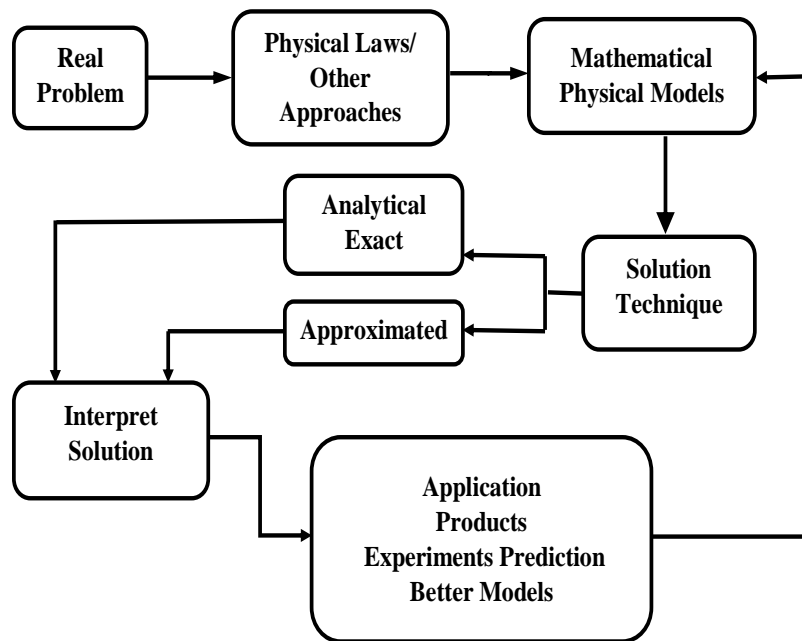 Real
Problem
Physical Laws/
Other
Approaches
Mathematical
Physical Models
Analytical
Exact
Solution
Technique
Approximated
Interpret
Solution
Application
Products
Experiments Prediction
Better Models